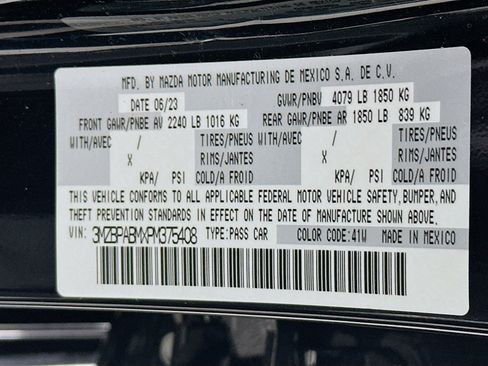 MFD. BY MAZDA MOTOR MANUFACTURING DE MEXICO S.A. DE C.V.
DATE 06/23 GVWR/PNBV 4079 LB 1850 KG
FRONT GAWR/PNBE AV 2240 LB 1016 KG REAR GAWR/PNBE AR 1850 LB 839 KG
WITH/AVEC / TIRES/PNEUS WITH/AVEC / TIRES/PNEUS
X RIMS/JANTES X RIMS/JANTES
KPA/ PSI COLD/A FROID KPA/ PSI COLD/A FROID
THIS VEHICLE CONFORMS TO ALL APPLICABLE FEDERAL MOTOR VEHICLE SAFETY, BUMPER, AND
THEFT PREVENTION STANDARDS IN EFFECT ON THE DATE OF MANUFACTURE SHOWN ABOVE.
VIN: 3MZBPABMXPM375408 TYPE:PASS CAR COLOR CODE:41W MADE IN MEXICO